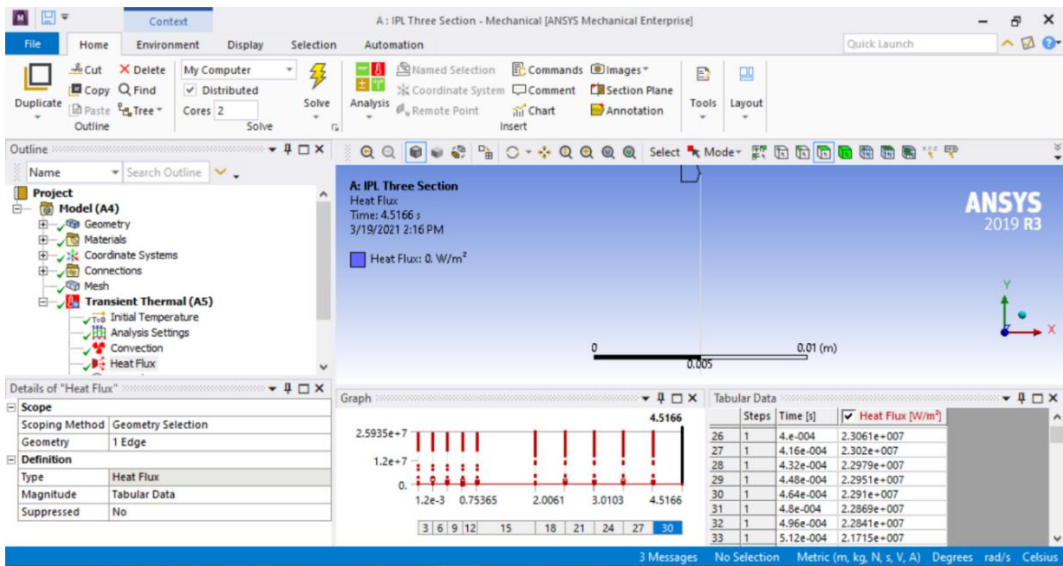 Context
A : IPL Three Section - Mechanical [ANSYS Mechanical Enterprise]
File Home Environment Display Selection Automation Quick Launch
Duplicate
Cut
Copy
Paste
Delete
Find
Tree
Outline
My Computer
Distributed
Cores 2
Solve
Solve
Analysis
Named Selection
Coordinate System
Remote Point
Commands
Comment
Chart
Images
Section Plane
Annotation
Insert
Tools
Layout
Outline
Name Search Outline
Project
Model (A4)
Geometry
Materials
Coordinate Systems
Connections
Mesh
Transient Thermal (A5)
Initial Temperature
Analysis Settings
Convection
Heat Flux
Select Mode
A: IPL Three Section
Heat Flux
Time: 4.5166 s
3/19/2021 2:16 PM
Heat Flux: 0. W/m²
ANSYS
2019 R3
Y
X
0 0.01 (m)
0.005
Details of "Heat Flux"
Scope
Scoping Method Geometry Selection
Geometry 1 Edge
Definition
Type Heat Flux
Magnitude Tabular Data
Suppressed No
Graph
4.5166
2.5935e+7
1.2e+7
0.
1.2e-3 0.75365 2.0061 3.0103 4.5166
3 6 9 12 15 18 21 24 27 30
Tabular Data
Steps Time [s] Heat Flux [W/m²]
26 1 4.e-004 2.3061e+007
27 1 4.16e-004 2.302e+007
28 1 4.32e-004 2.2979e+007
29 1 4.48e-004 2.2951e+007
30 1 4.64e-004 2.291e+007
31 1 4.8e-004 2.2869e+007
32 1 4.96e-004 2.2841e+007
33 1 5.12e-004 2.1715e+007
3 Messages No Selection Metric (m, kg, N, s, V, A) Degrees rad/s Celsius